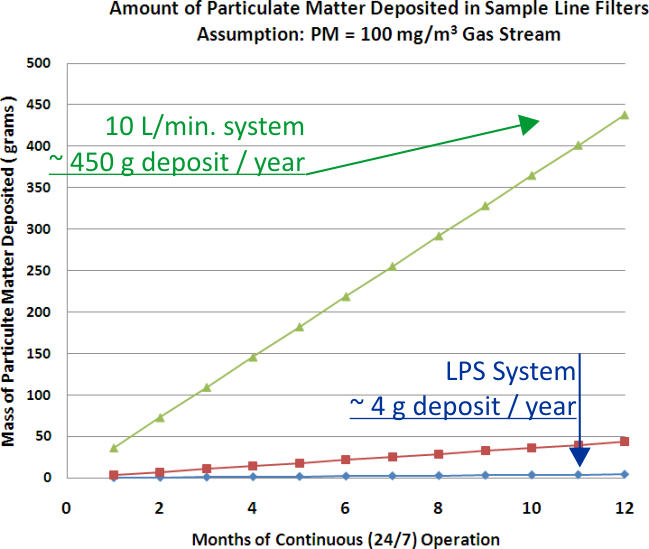 Amount of Particulate Matter Deposited in Sample Line Filters
Assumption: PM = 100 mg/m³ Gas Stream
Mass of Particulte Matter Deposited ( grams )
500
450
400
350
300
250
200
150
100
50
0
10 L/min. system
~ 450 g deposit / year
LPS System
~ 4 g deposit / year
0 2 4 6 8 10 12
Months of Continuous (24/7) Operation